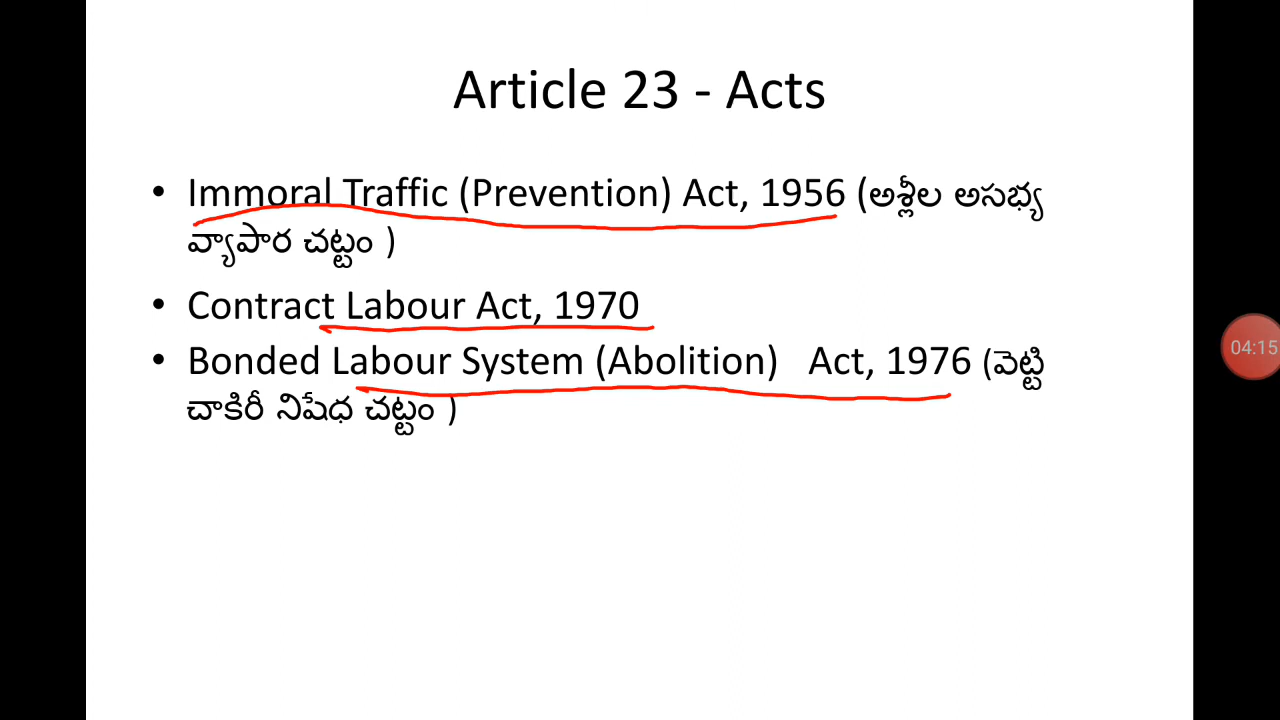 Article 23 - Acts
• Immoral Traffic (Prevention) Act, 1956 (అశ్లీల అసభ్య
వ్యాపార చట్టం )
• Contract Labour Act, 1970
• Bonded Labour System (Abolition)   Act, 1976 (వెట్టి
చాకిరీ నిషేధ చట్టం )
04:15